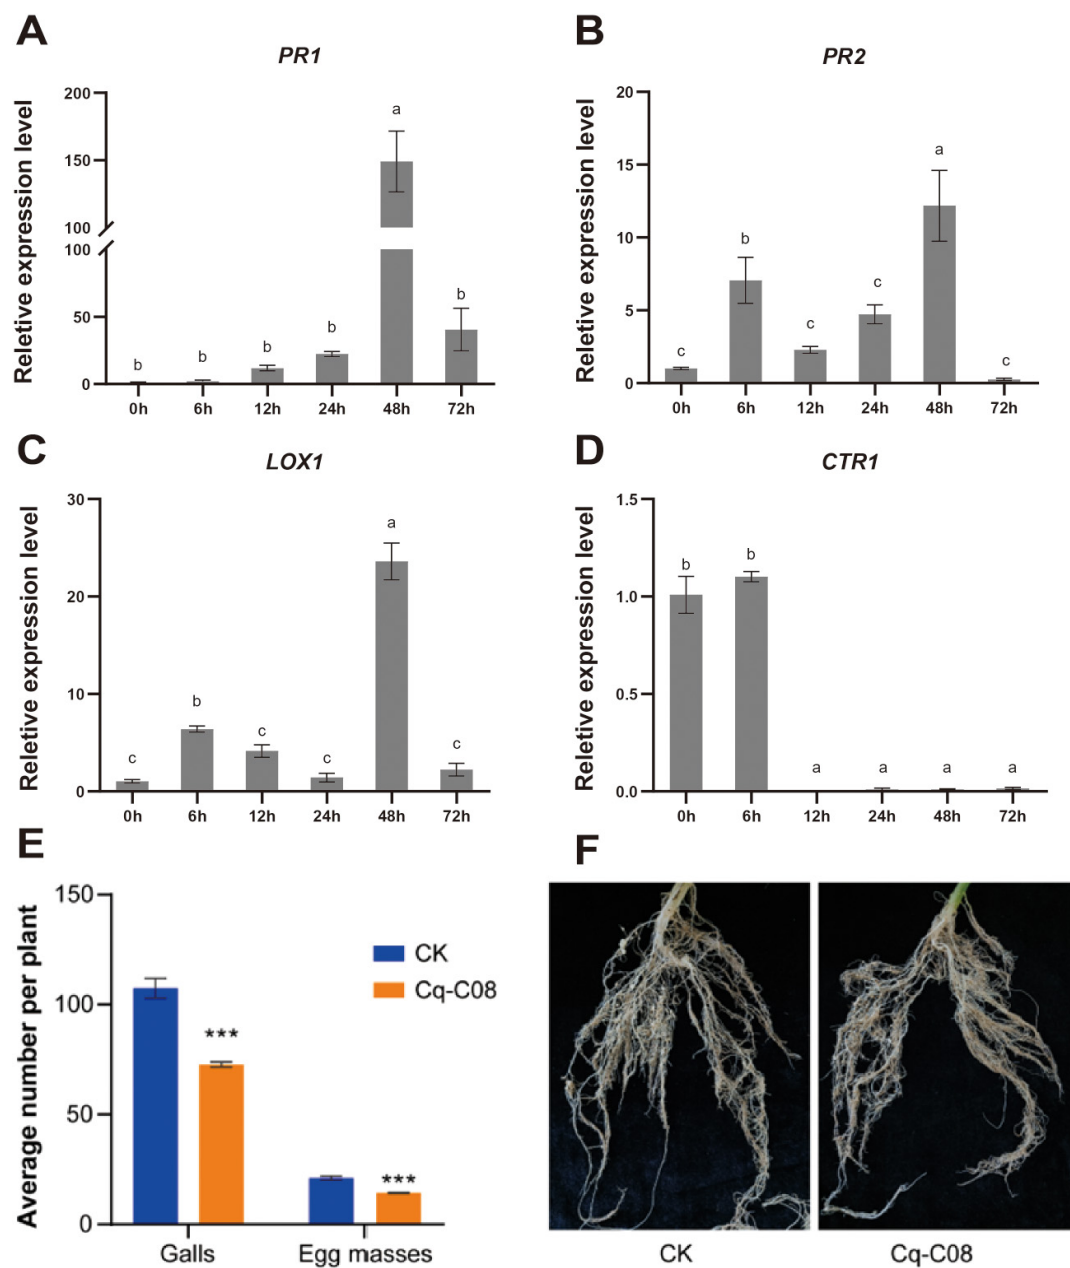 A
PR1
Reletive expression level
200
150
100
100
50
0
b
b
b
b
a
b
0h 6h 12h 24h 48h 72h
B
PR2
Reletive expression level
20
15
10
5
0
c
b
c
c
a
c
0h 6h 12h 24h 48h 72h
C
LOX1
Reletive expression level
30
20
10
0
c
b
c
c
a
c
0h 6h 12h 24h 48h 72h
D
CTR1
Reletive expression level
1.5
1.0
0.5
0.0
b
b
a
a
a
a
0h 6h 12h 24h 48h 72h
E
Average number per plant
150
100
50
0
CK
Cq-C08
***
***
Galls Egg masses
F
CK Cq-C08